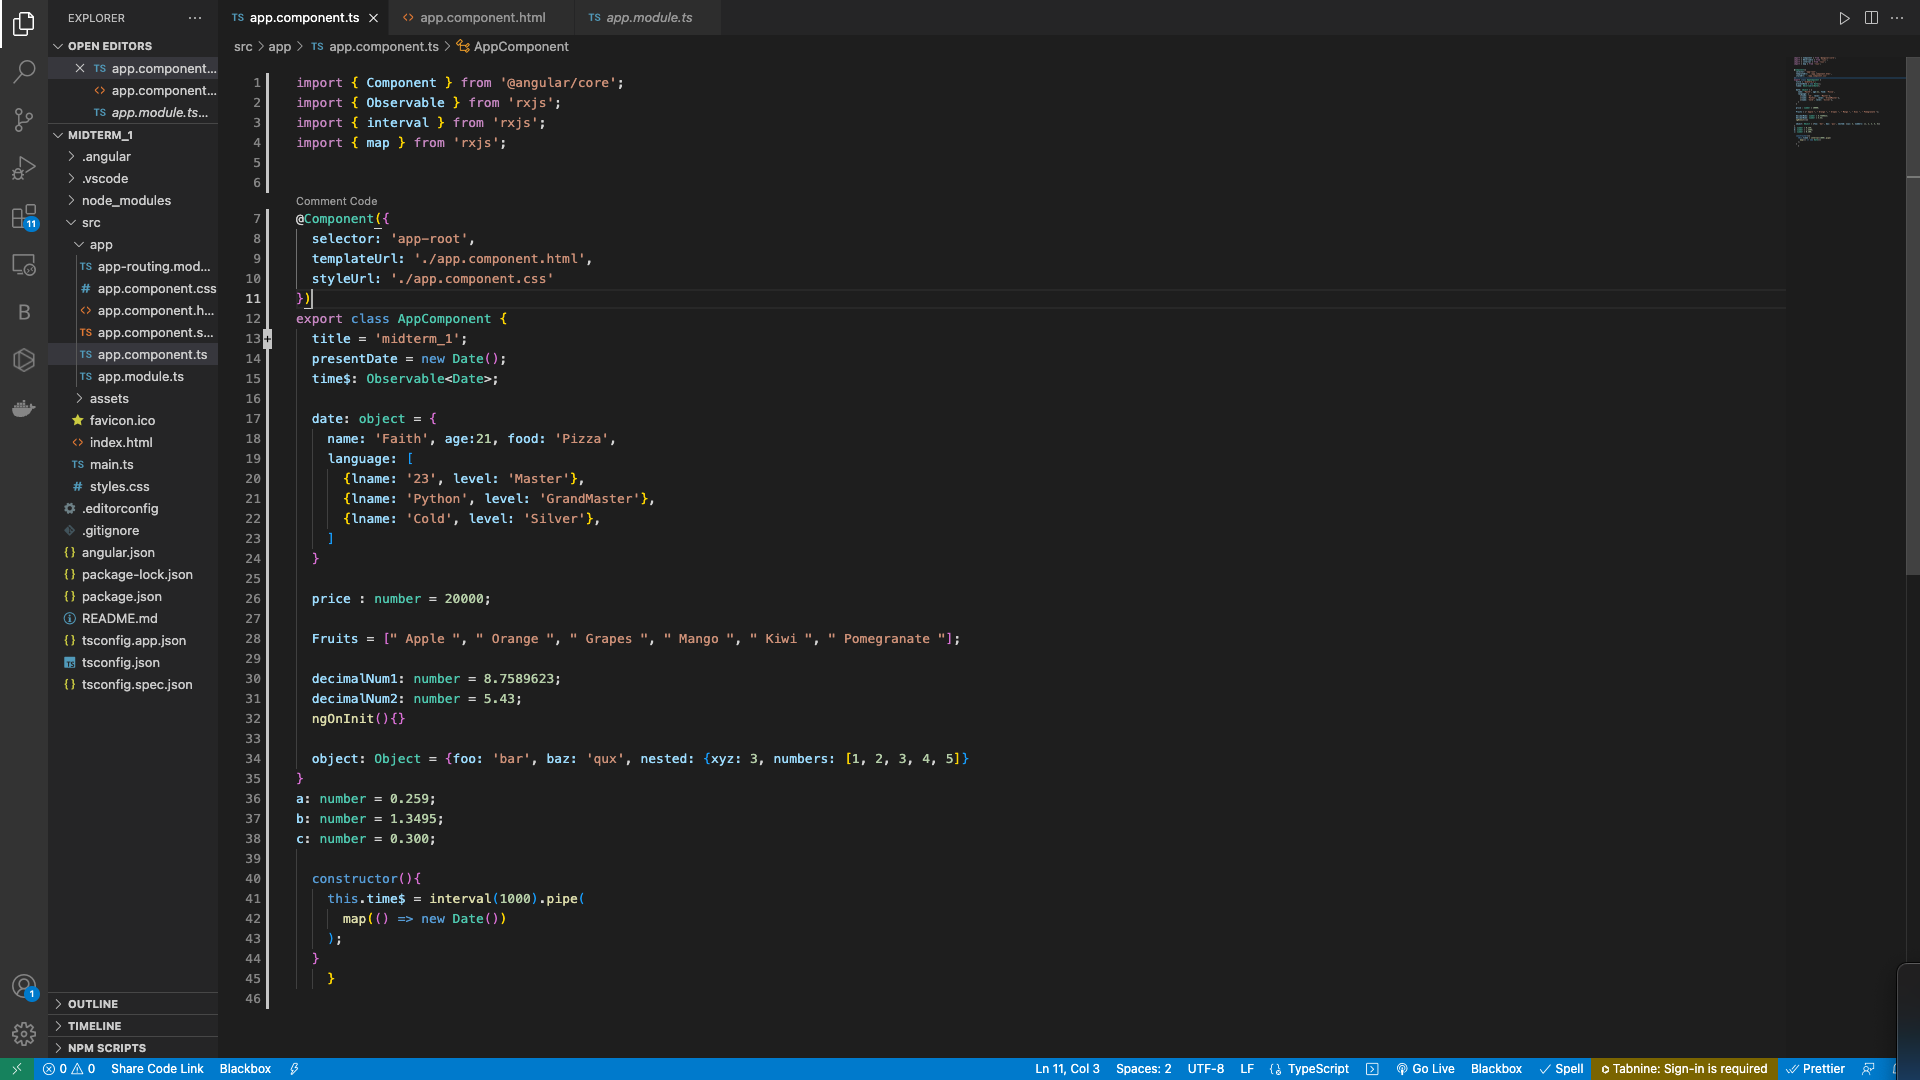 EXPLORER
OPEN EDITORS
TS app.component...
<> app.component...
TS app.module.ts...
MIDTERM_1
.angular
.vscode
node_modules
src
app
TS app-routing.mod...
# app.component.css
<> app.component.h...
TS app.component.s...
TS app.component.ts
TS app.module.ts
assets
favicon.ico
<> index.html
TS main.ts
# styles.css
.editorconfig
.gitignore
{} angular.json
{} package-lock.json
{} package.json
README.md
{} tsconfig.app.json
TS tsconfig.json
{} tsconfig.spec.json
OUTLINE
TIMELINE
NPM SCRIPTS
11
B
1
TS app.component.ts <> app.component.html TS app.module.ts
src > app > TS app.component.ts > AppComponent
1 import { Component } from '@angular/core';
2 import { Observable } from 'rxjs';
3 import { interval } from 'rxjs';
4 import { map } from 'rxjs';
5
6
Comment Code
7 @Component({
8 selector: 'app-root',
9 templateUrl: './app.component.html',
10 styleUrl: './app.component.css'
11 })
12 export class AppComponent {
13 title = 'midterm_1';
14 presentDate = new Date();
15 time$: Observable<Date>;
16
17 date: object = {
18 name: 'Faith', age:21, food: 'Pizza',
19 language: [
20 {lname: '23', level: 'Master'},
21 {lname: 'Python', level: 'GrandMaster'},
22 {lname: 'Cold', level: 'Silver'},
23 ]
24 }
25
26 price : number = 20000;
27
28 Fruits = [" Apple ", " Orange ", " Grapes ", " Mango ", " Kiwi ", " Pomegranate "];
29
30 decimalNum1: number = 8.7589623;
31 decimalNum2: number = 5.43;
32 ngOnInit(){}
33
34 object: Object = {foo: 'bar', baz: 'qux', nested: {xyz: 3, numbers: [1, 2, 3, 4, 5]}
35 }
36 a: number = 0.259;
37 b: number = 1.3495;
38 c: number = 0.300;
39
40 constructor(){
41 this.time$ = interval(1000).pipe(
42 map(() => new Date())
43 );
44 }
45 }
46
0 0 Share Code Link Blackbox Ln 11, Col 3 Spaces: 2 UTF-8 LF {} TypeScript Go Live Blackbox Spell Tabnine: Sign-in is required Prettier